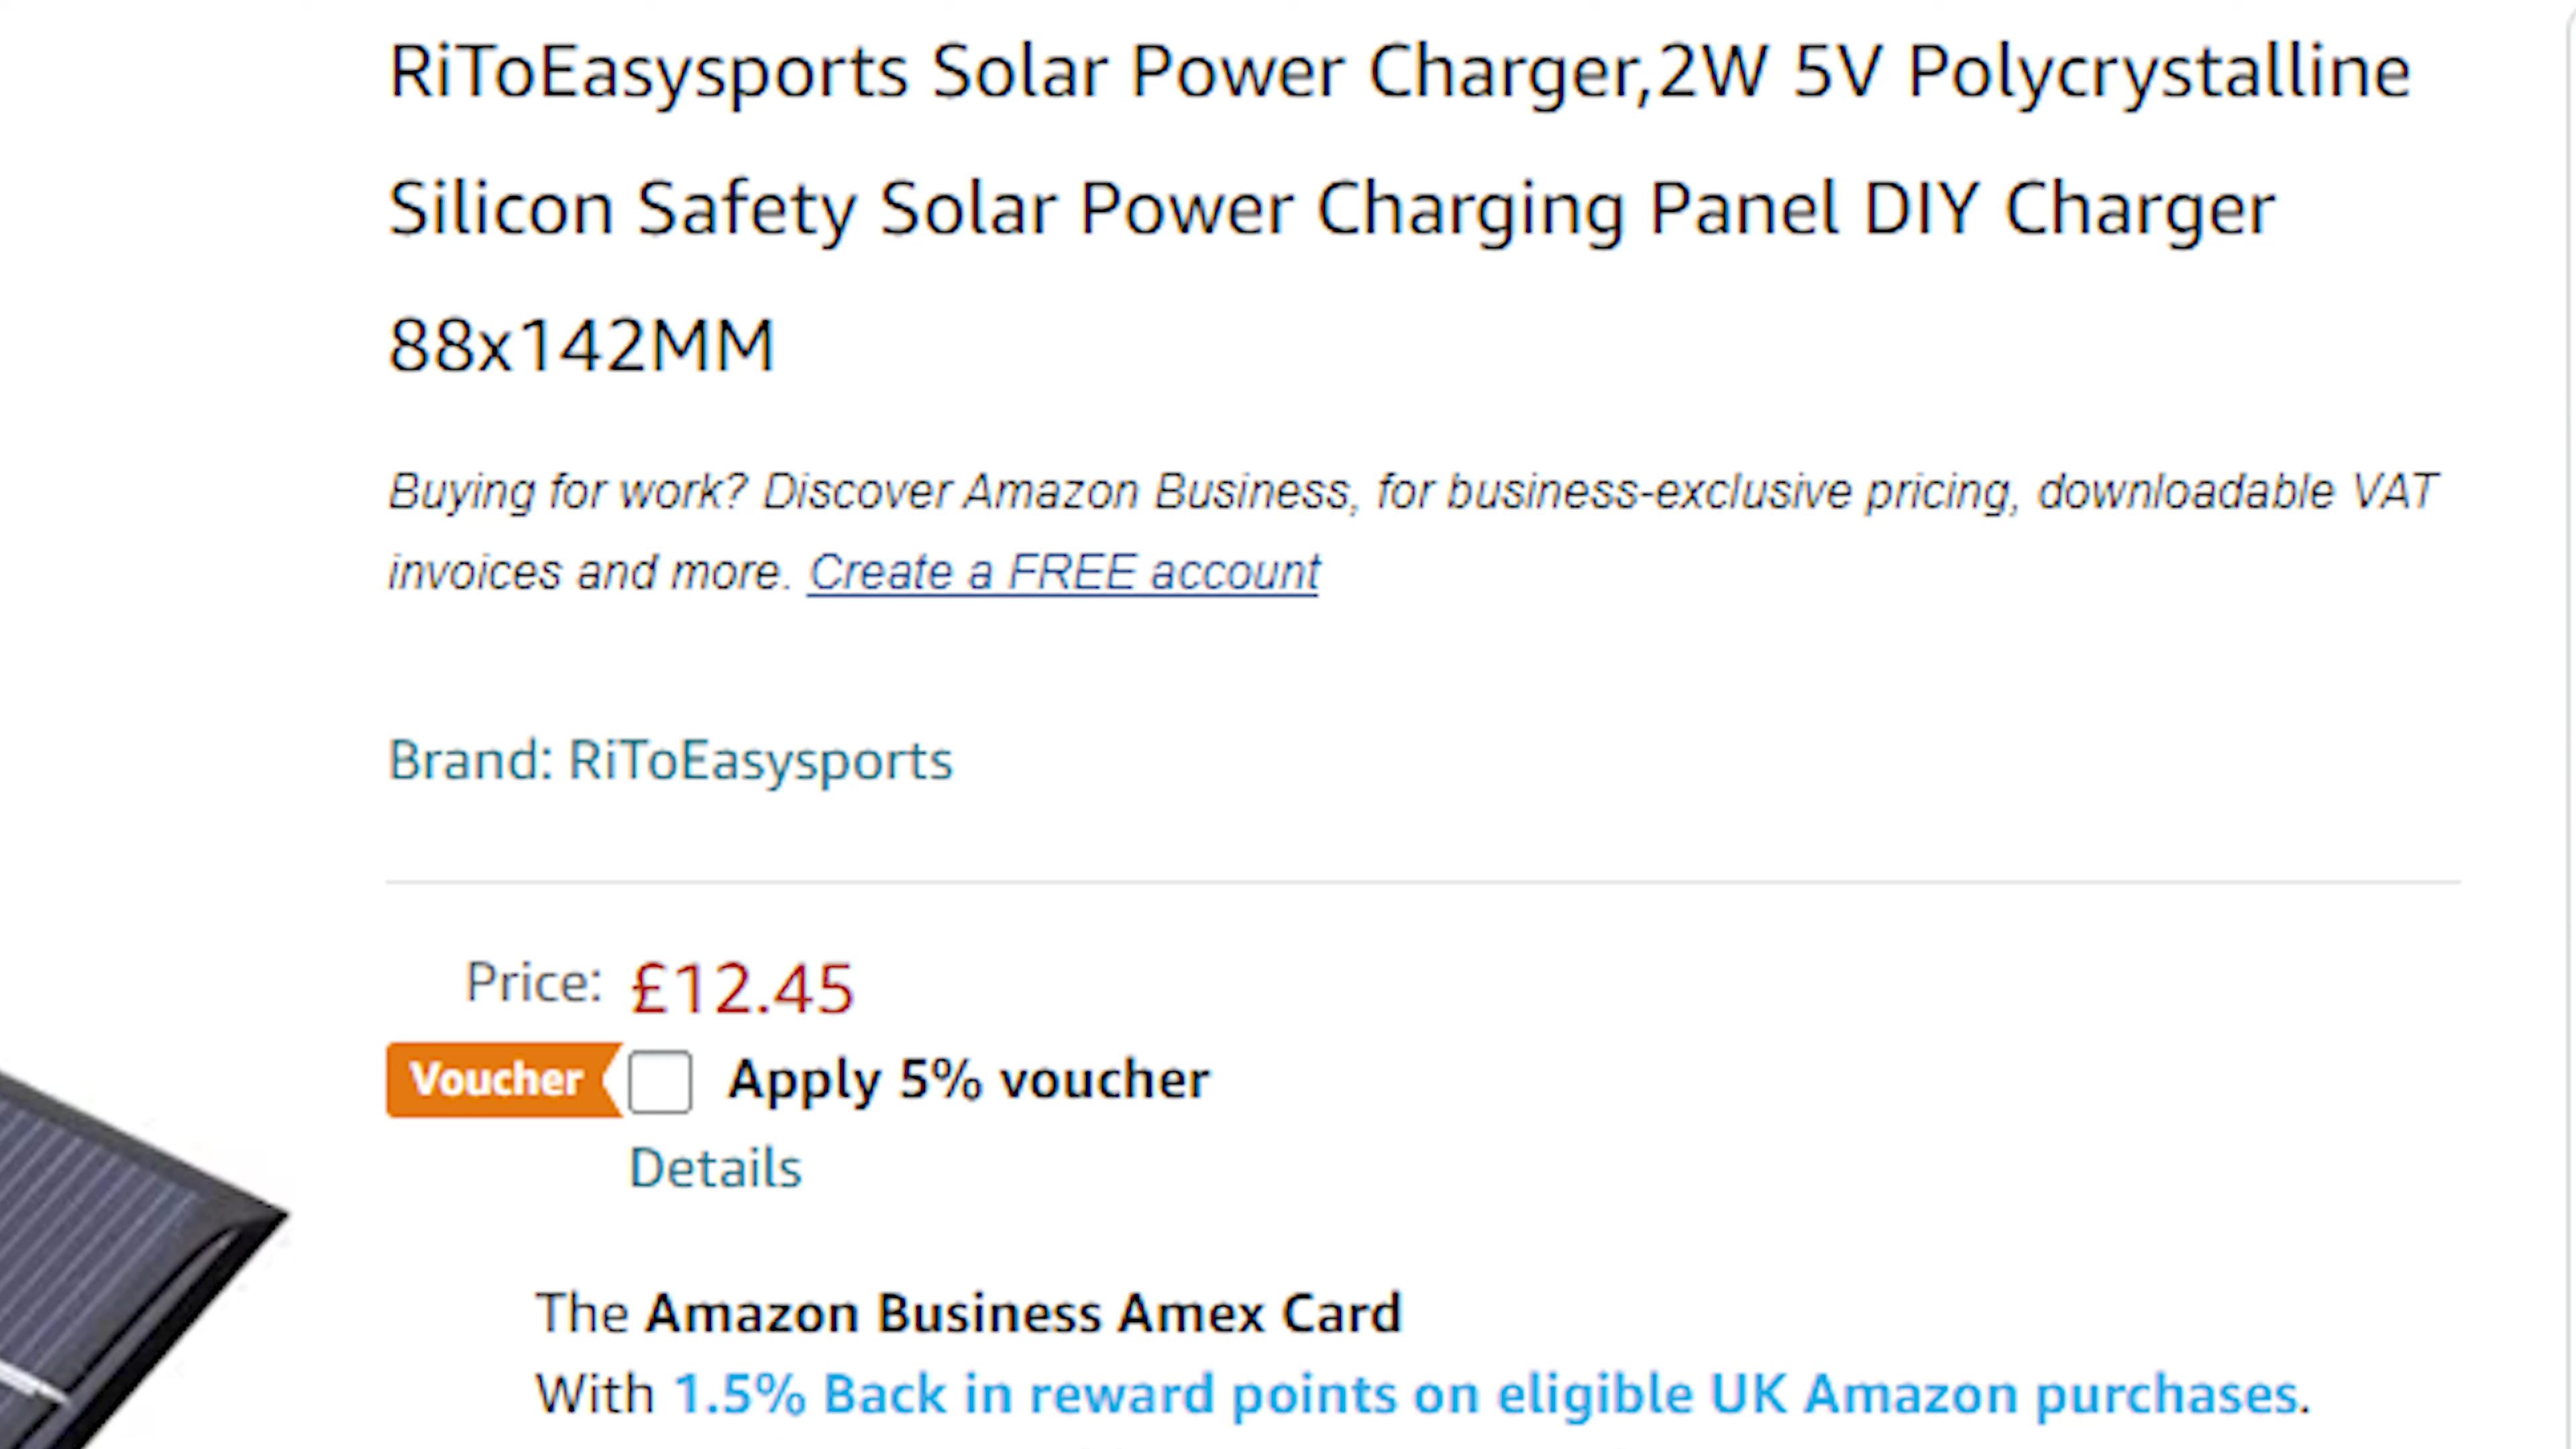 RiToEasysports Solar Power Charger,2W 5V Polycrystalline
Silicon Safety Solar Power Charging Panel DIY Charger
88x142MM
Buying for work? Discover Amazon Business, for business-exclusive pricing, downloadable VAT
invoices and more. Create a FREE account
Brand: RiToEasysports
Price: £12.45
Voucher Apply 5% voucher
Details
The Amazon Business Amex Card
With 1.5% Back in reward points on eligible UK Amazon purchases.